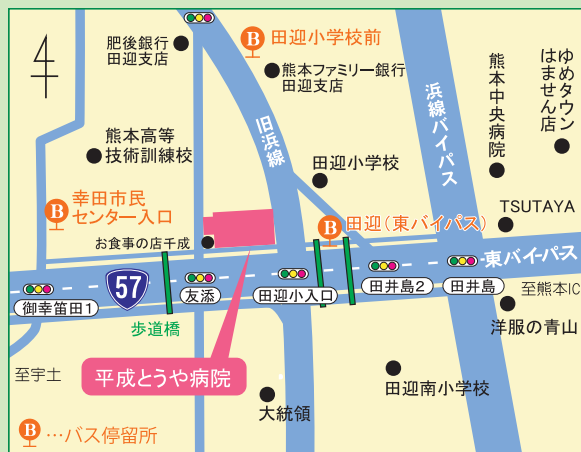 B
田迎小学校前
肥後銀行
田迎支店
熊本ファミリー銀行
田迎支店
ゆめタウン
はません店
熊本中央病院
浜線バイパス
旧浜線
熊本高等
技術訓練校
田迎小学校
B
幸田市民
センター入口
TSUTAYA
B
田迎(東バイパス)
お食事の店千成
東バイパス
57
御幸笛田1
友添
田迎小入口
田井島2
田井島
至熊本IC
歩道橋
洋服の青山
至宇土
平成とうや病院
田迎南小学校
大統領
B
…バス停留所